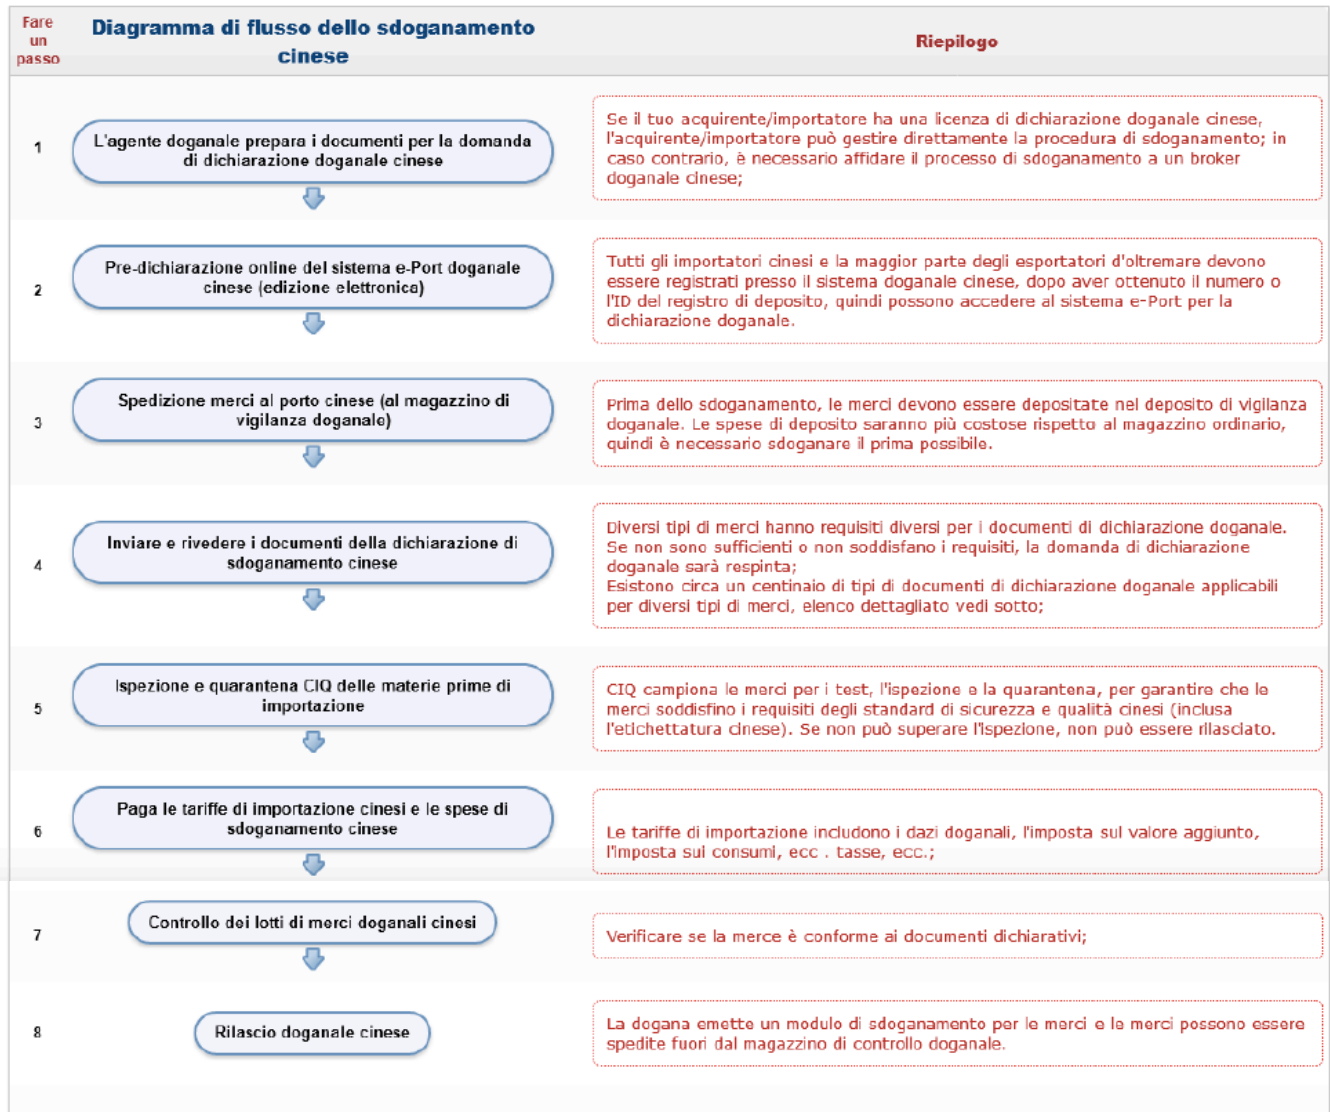 Fare
un
passo
Diagramma di flusso dello sdoganamento
cinese
Riepilogo
1
L'agente doganale prepara i documenti per la domanda
di dichiarazione doganale cinese
Se il tuo acquirente/importatore ha una licenza di dichiarazione doganale cinese,
l'acquirente/importatore può gestire direttamente la procedura di sdoganamento; in
caso contrario, è necessario affidare il processo di sdoganamento a un broker
doganale cinese;
2
Pre-dichiarazione online del sistema e-Port doganale
cinese (edizione elettronica)
Tutti gli importatori cinesi e la maggior parte degli esportatori d'oltremare devono
essere registrati presso il sistema doganale cinese, dopo aver ottenuto il numero o
l'ID del registro di deposito, quindi possono accedere al sistema e-Port per la
dichiarazione doganale.
3
Spedizione merci al porto cinese (al magazzino di
vigilanza doganale)
Prima dello sdoganamento, le merci devono essere depositate nel deposito di vigilanza
doganale. Le spese di deposito saranno più costose rispetto al magazzino ordinario,
quindi è necessario sdoganare il prima possibile.
4
Inviare e rivedere i documenti della dichiarazione di
sdoganamento cinese
Diversi tipi di merci hanno requisiti diversi per i documenti di dichiarazione doganale.
Se non sono sufficienti o non soddisfano i requisiti, la domanda di dichiarazione
doganale sarà respinta;
Esistono circa un centinaio di tipi di documenti di dichiarazione doganale applicabili
per diversi tipi di merci, elenco dettagliato vedi sotto;
5
Ispezione e quarantena CIQ delle materie prime di
importazione
CIQ campiona le merci per i test, l'ispezione e la quarantena, per garantire che le
merci soddisfino i requisiti degli standard di sicurezza e qualità cinesi (inclusa
l'etichettatura cinese). Se non può superare l'ispezione, non può essere rilasciato.
6
Paga le tariffe di importazione cinesi e le spese di
sdoganamento cinese
Le tariffe di importazione includono i dazi doganali, l'imposta sul valore aggiunto,
l'imposta sui consumi, ecc . tasse, ecc.;
7
Controllo dei lotti di merci doganali cinesi
Verificare se la merce è conforme ai documenti dichiarativi;
8
Rilascio doganale cinese
La dogana emette un modulo di sdoganamento per le merci e le merci possono essere
spedite fuori dal magazzino di controllo doganale.